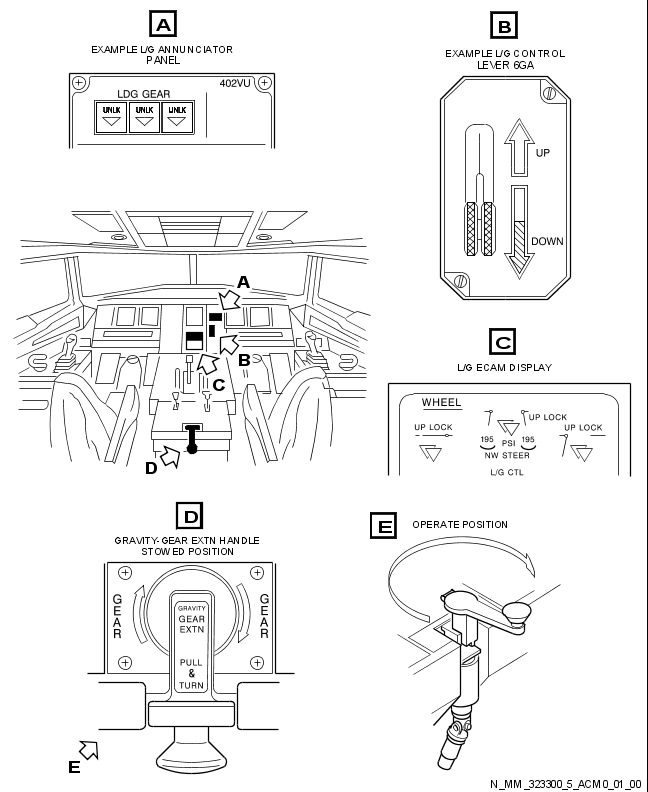 A
EXAMPLE L/G ANNUNCIATOR
PANEL
402VU
LDG GEAR
UNLK UNLK UNLK
B
EXAMPLE L/G CONTROL
LEVER 6GA
UP
DOWN
A
B
C
D
C
L/G ECAM DISPLAY
WHEEL
UP LOCK
UP LOCK
UP LOCK
195 PSI 195
NW STEER
L/G CTL
D
GRAVITY-GEAR EXTN HANDLE
STOWED POSITION
GEAR
GEAR
GRAVITY
GEAR
EXTN
PULL
&
TURN
E
E
OPERATE POSITION
N_MM_323300_5_ACM0_01_00